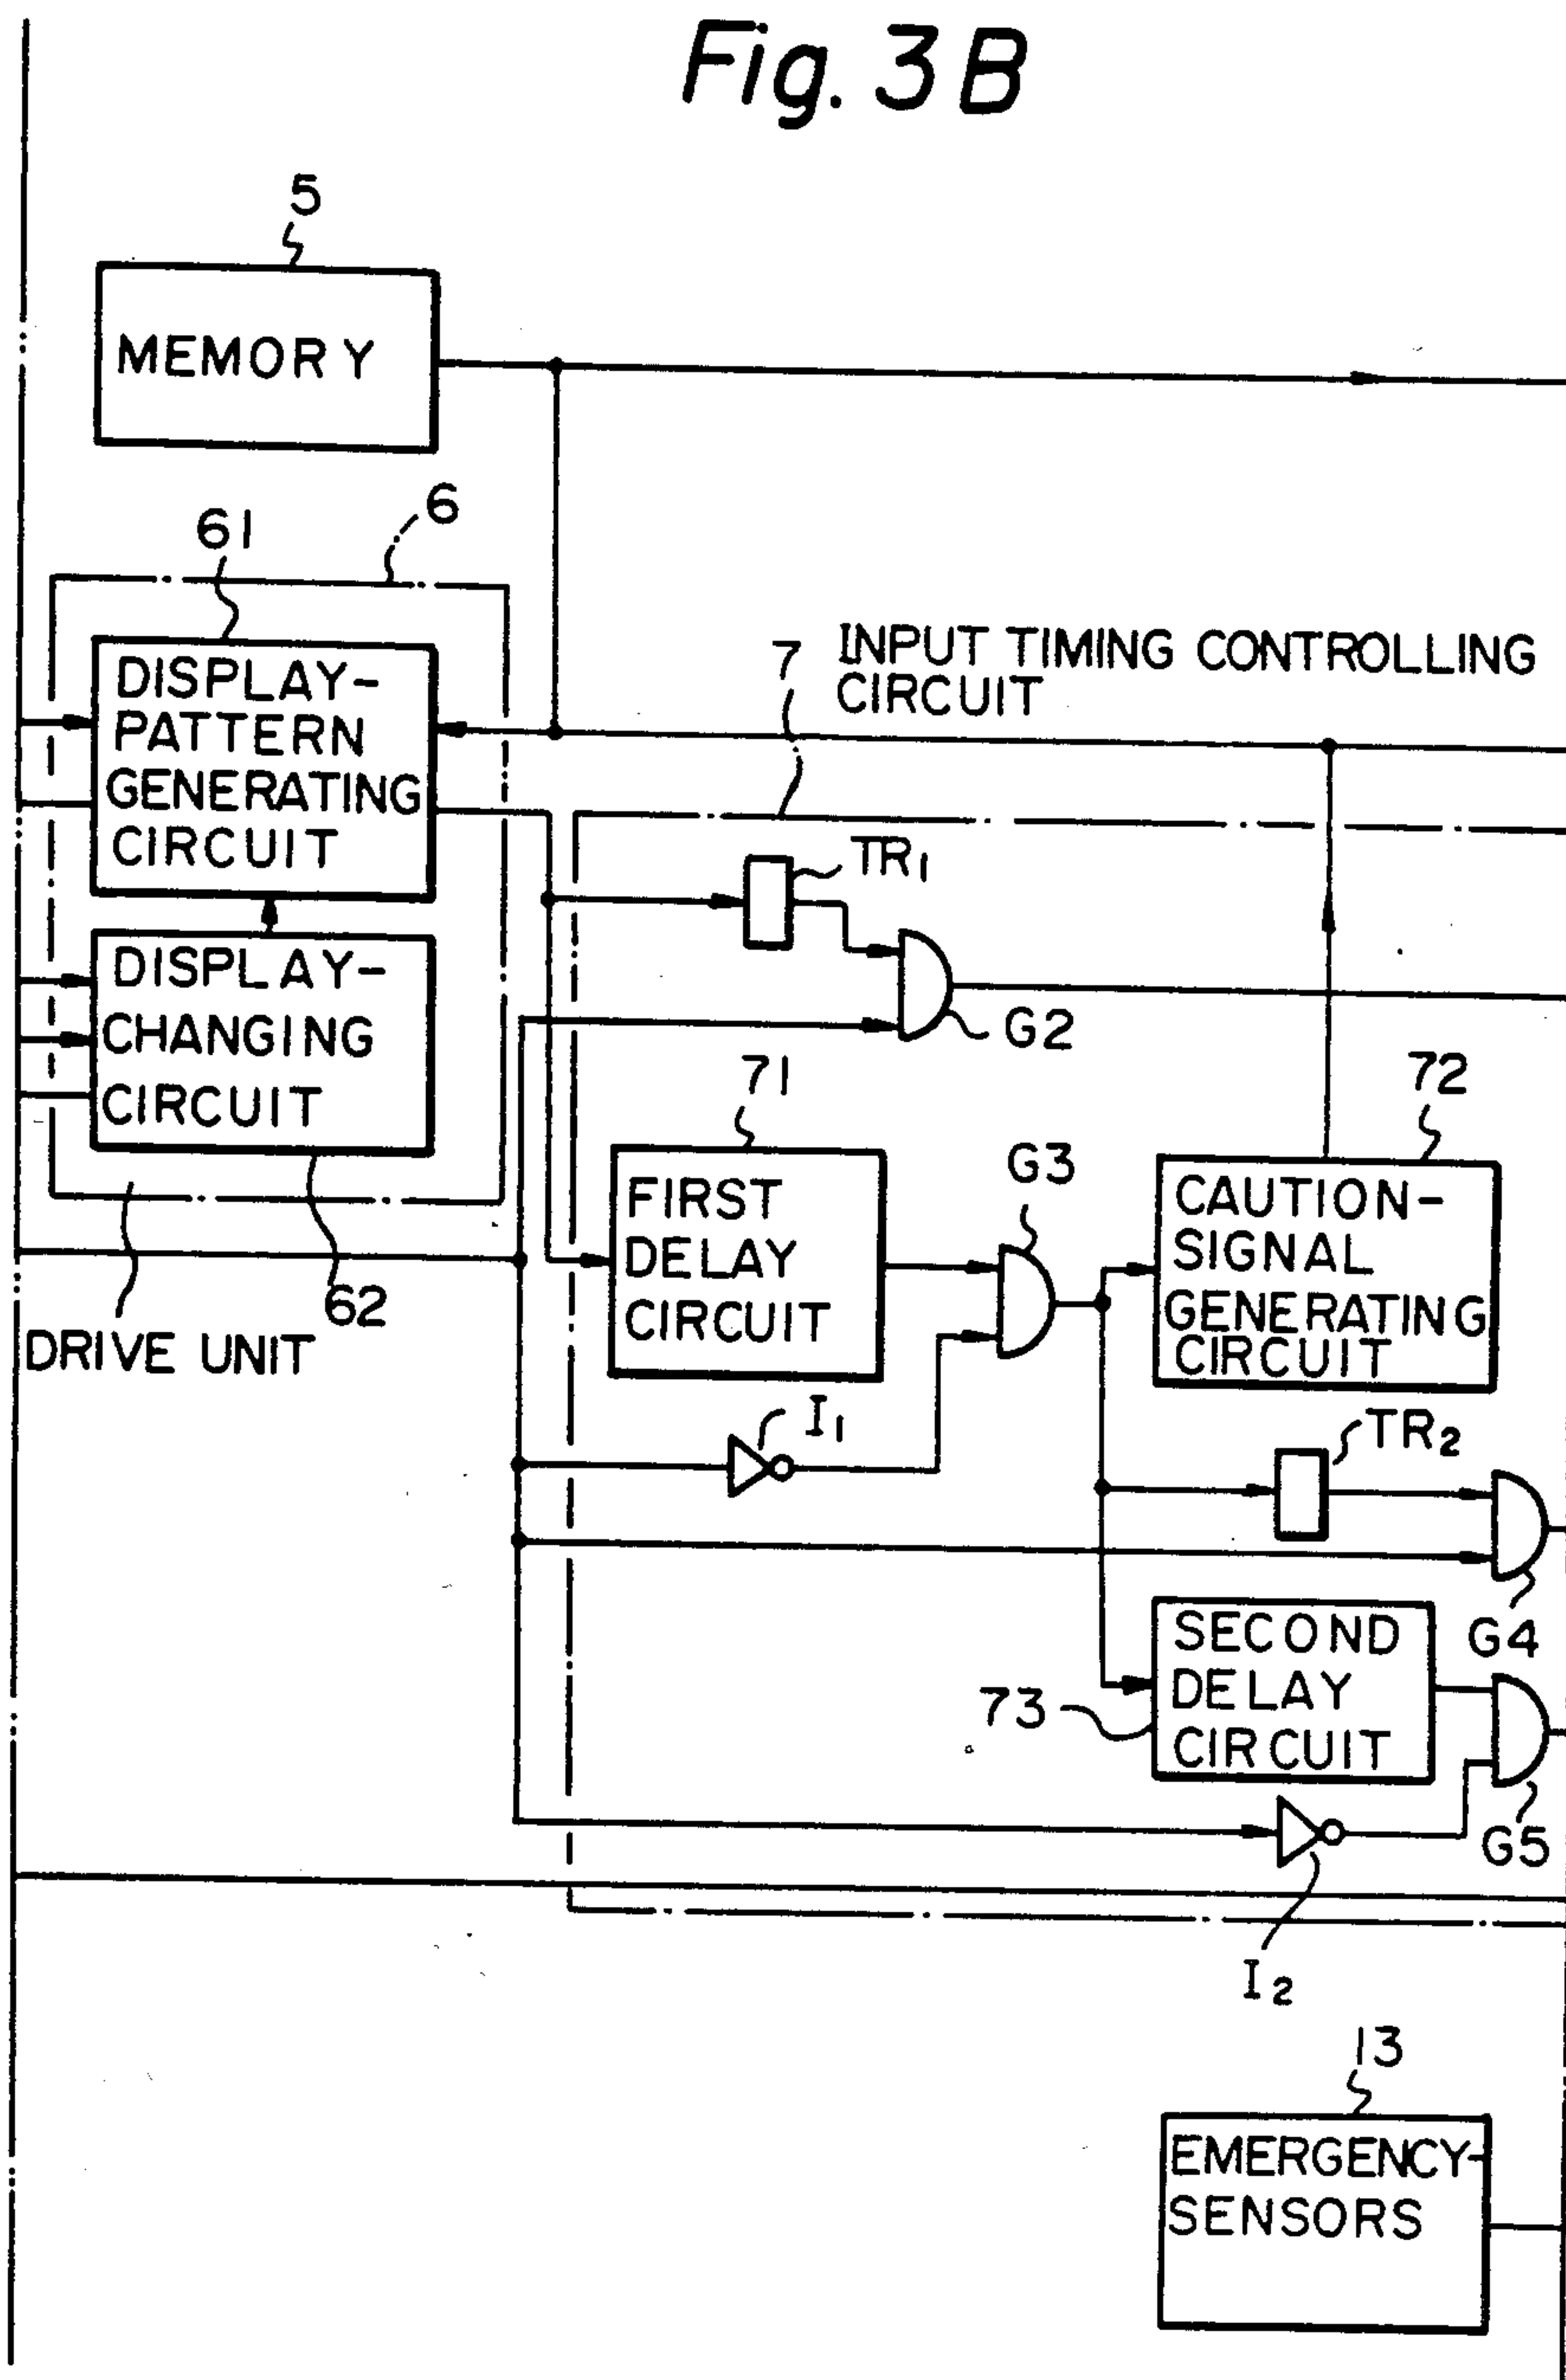 Fig. 3B
5
MEMORY
6
61
DISPLAY-
PATTERN
GENERATING
CIRCUIT
7
INPUT TIMING CONTROLLING
CIRCUIT
TR1
DISPLAY-
CHANGING
CIRCUIT
G2
71
72
FIRST
DELAY
CIRCUIT
G3
CAUTION-
SIGNAL
GENERATING
CIRCUIT
62
DRIVE UNIT
I1
TR2
G4
SECOND
DELAY
CIRCUIT
73
G5
I2
13
EMERGENCY-
SENSORS